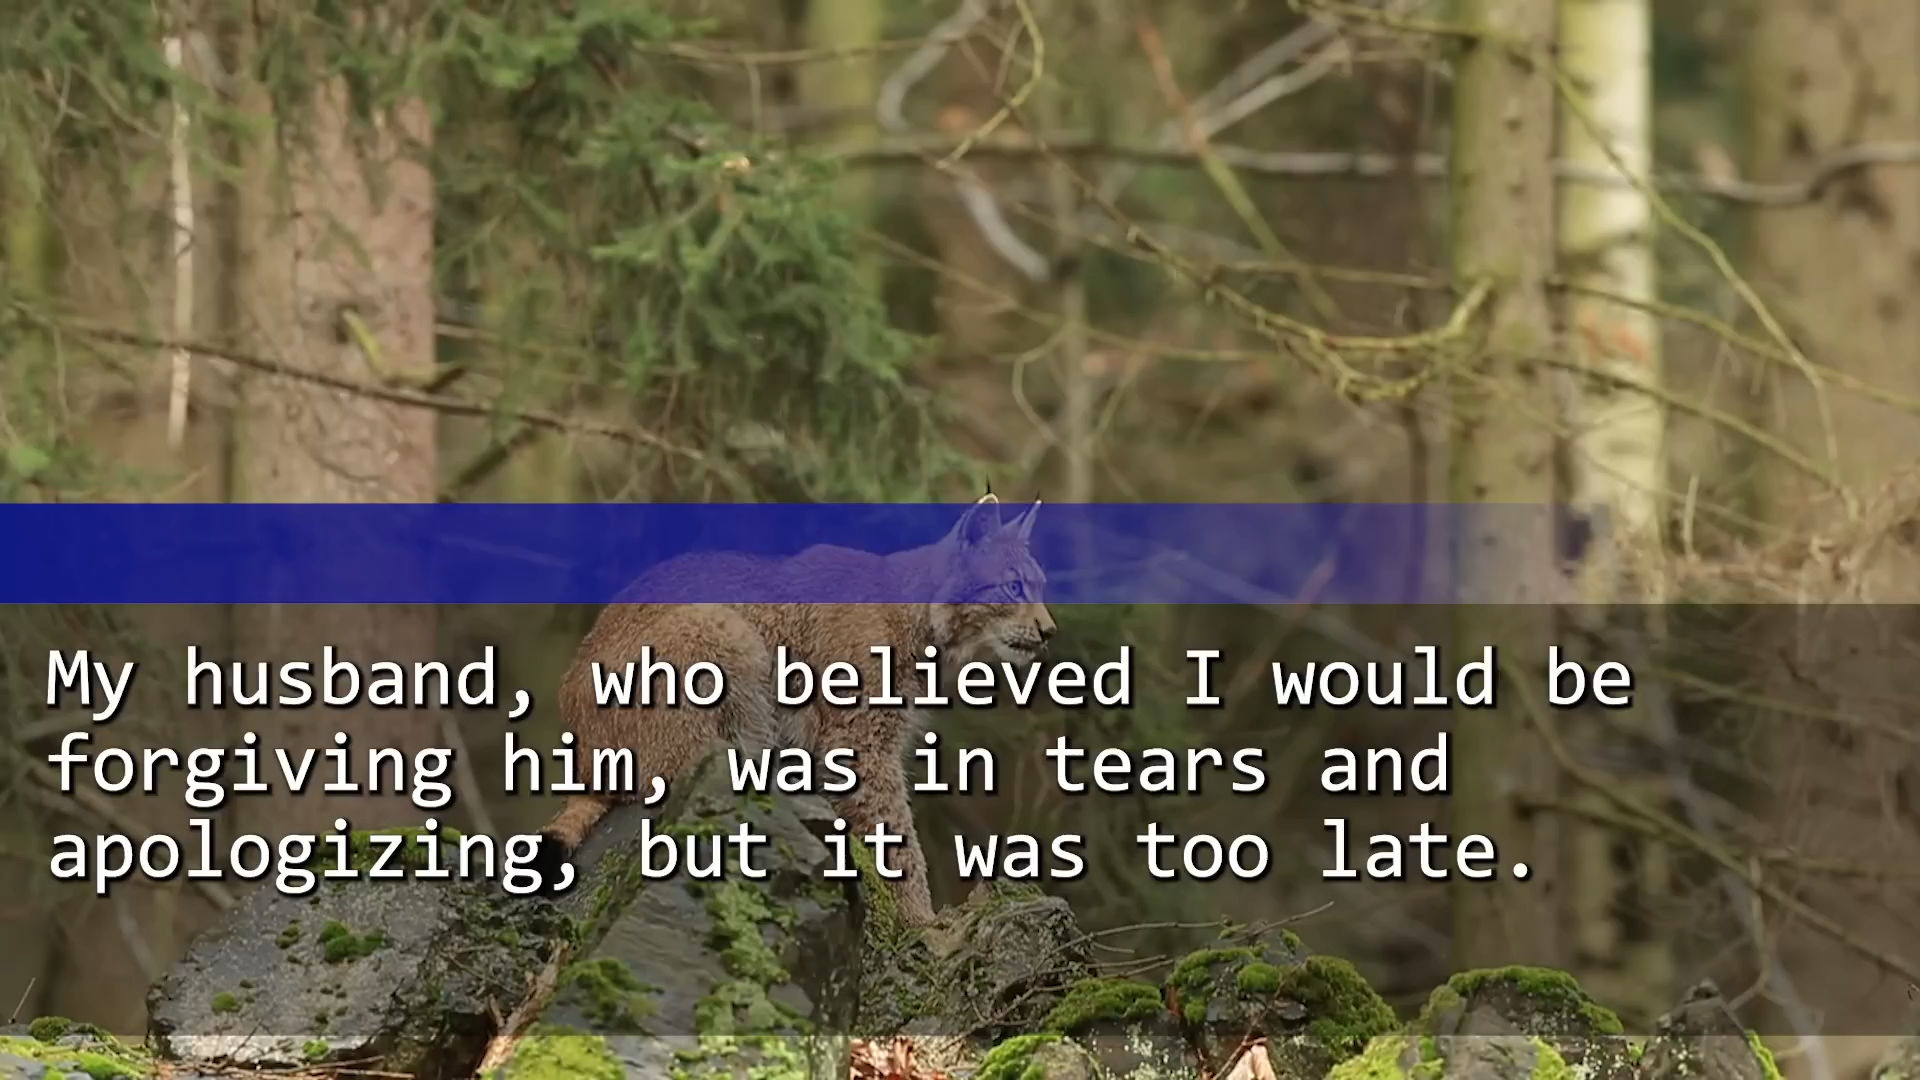 My husband, who believed I would be
forgiving him, was in tears and
apologizing, but it was too late.